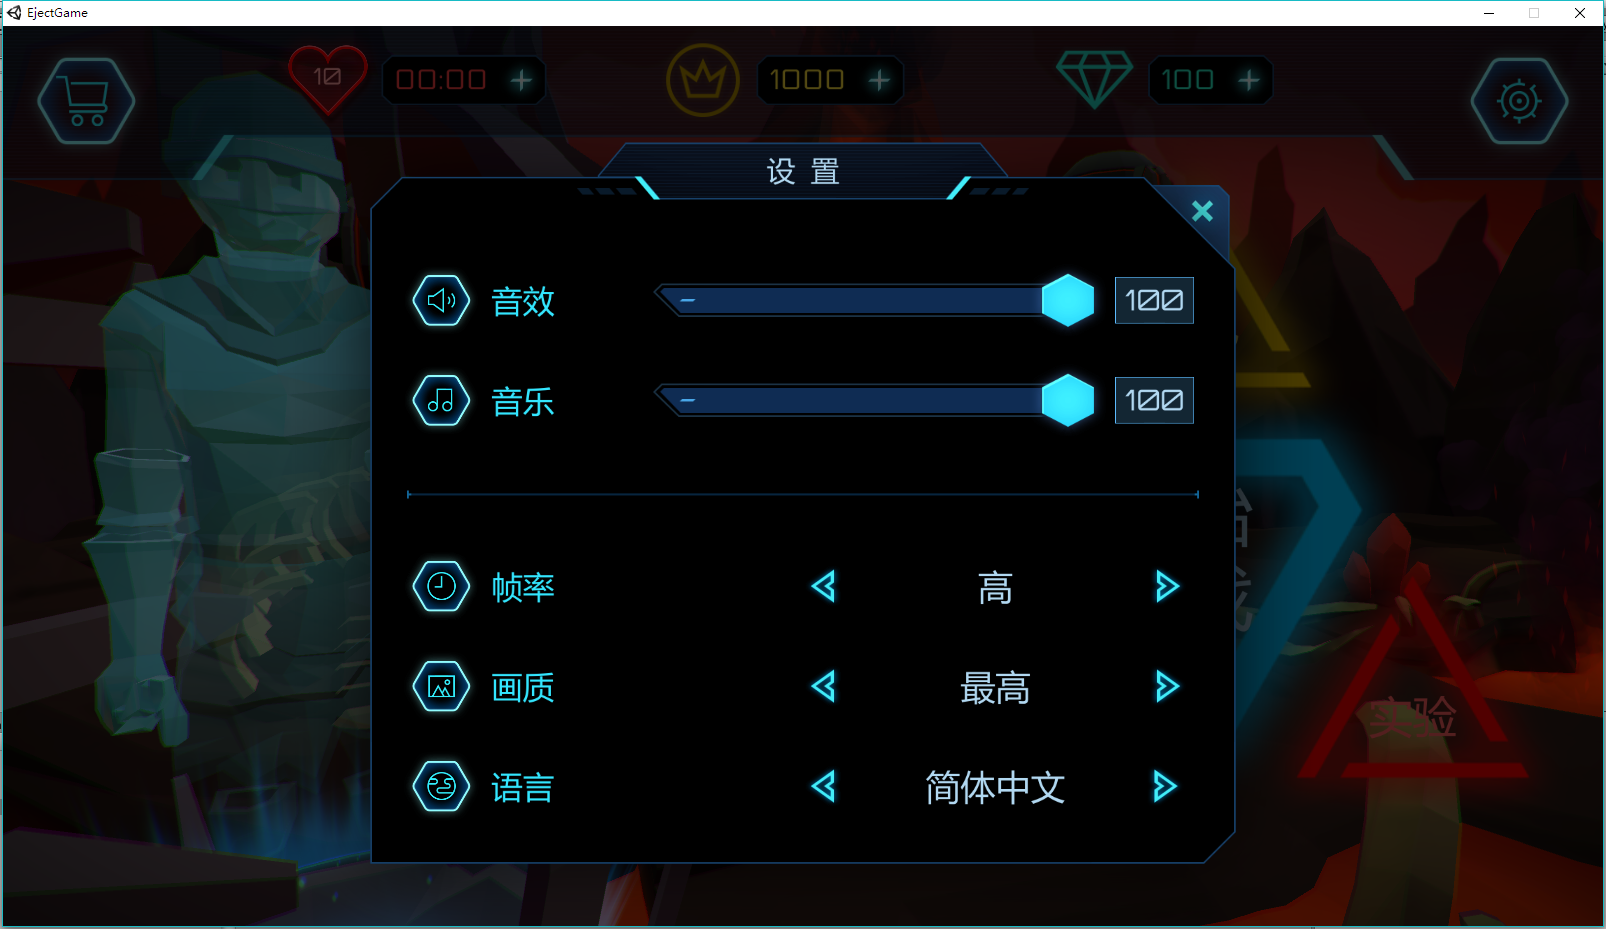 EjectGame
10
00:00 +
1000 +
100 +
设置
音效
100
音乐
100
帧率
高
画质
最高
语言
简体中文
实验